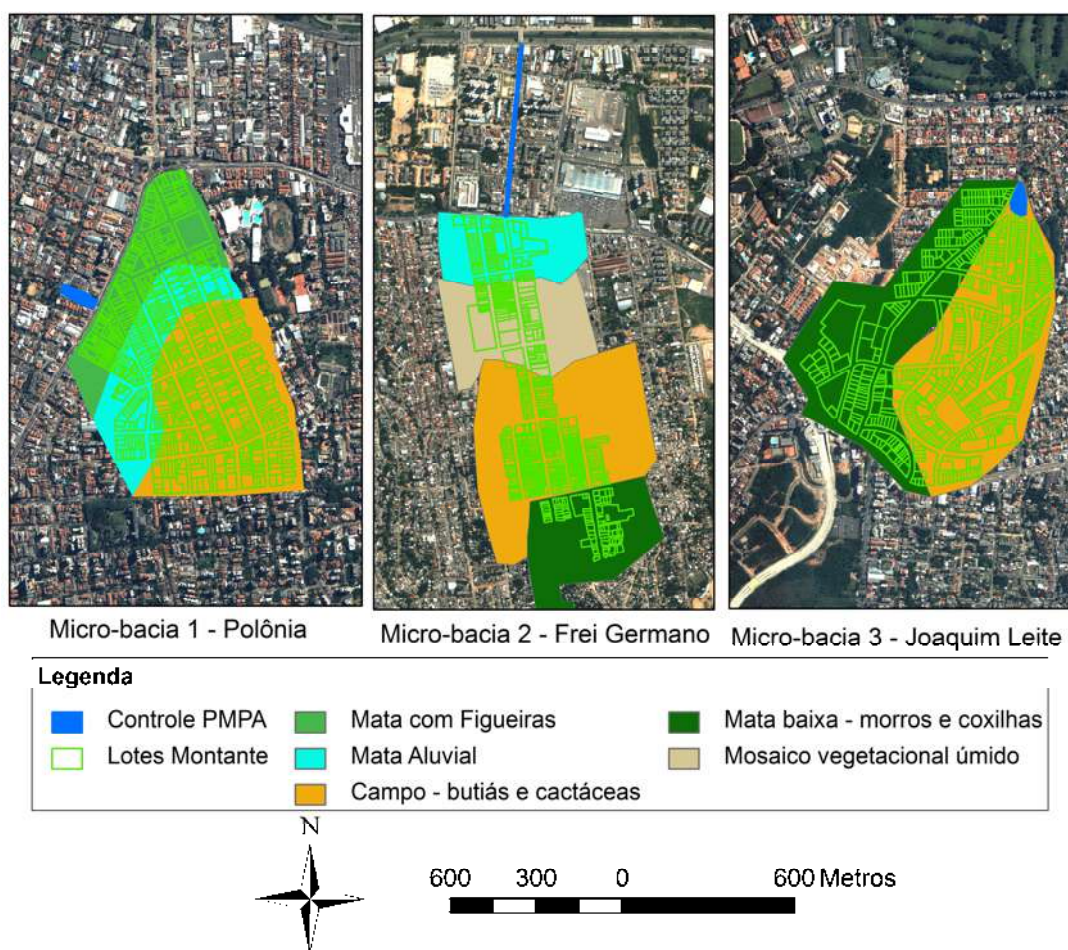 Micro-bacia 1 - Polônia
Micro-bacia 2 - Frei Germano
Micro-bacia 3 - Joaquim Leite
Legenda
Controle PMPA
Mata com Figueiras
Mata baixa - morros e coxilhas
Lotes Montante
Mata Aluvial
Mosaico vegetacional úmido
Campo - butiás e cactáceas
N
600 300 0 600 Metros